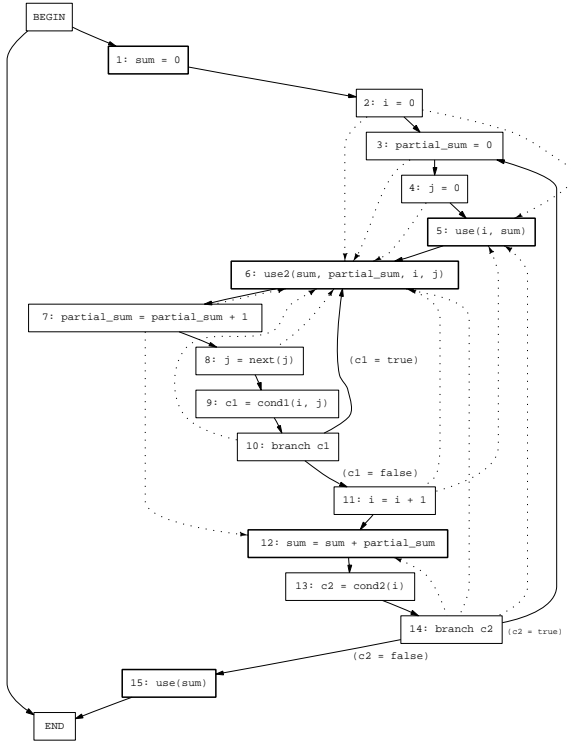 BEGIN
1: sum = 0
2: i = 0
3: partial_sum = 0
4: j = 0
5: use(i, sum)
6: use2(sum, partial_sum, i, j)
7: partial_sum = partial_sum + 1
8: j = next(j)
(c1 = true)
9: c1 = cond1(i, j)
10: branch c1
(c1 = false)
11: i = i + 1
12: sum = sum + partial_sum
13: c2 = cond2(i)
14: branch c2
(c2 = true)
(c2 = false)
15: use(sum)
END